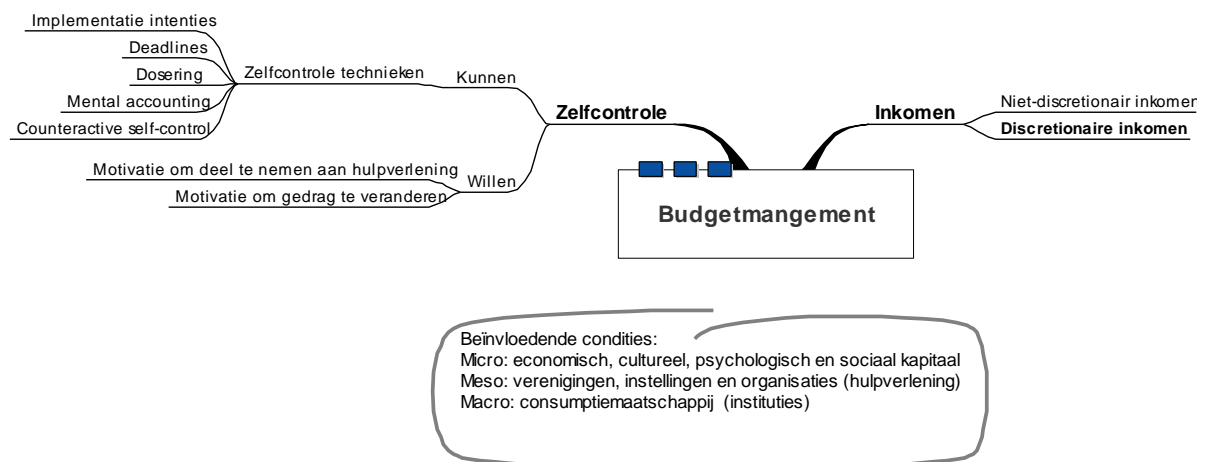 Implementatie intenties
Deadlines
Dosering
Mental accounting
Counteractive self-control
Zelfcontrole technieken
Kunnen
Motivatie om deel te nemen aan hulpverlening
Motivatie om gedrag te veranderen
Willen
Zelfcontrole
Inkomen
Niet-discretionair inkomen
Discretionaire inkomen
Budgetmangement
Beïnvloedende condities:
Micro: economisch, cultureel, psychologisch en sociaal kapitaal
Meso: verenigingen, instellingen en organisaties (hulpverlening)
Macro: consumptiemaatschappij (instituties)